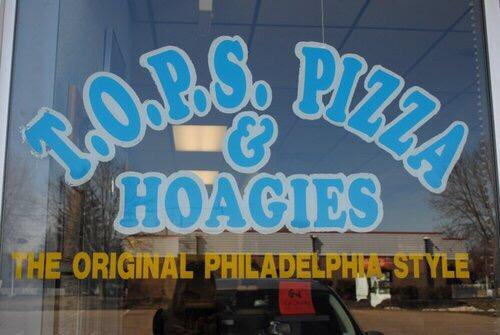 T.O.P.S. PIZZA
&
HOAGIES
THE ORIGINAL PHILADELPHIA STYLE